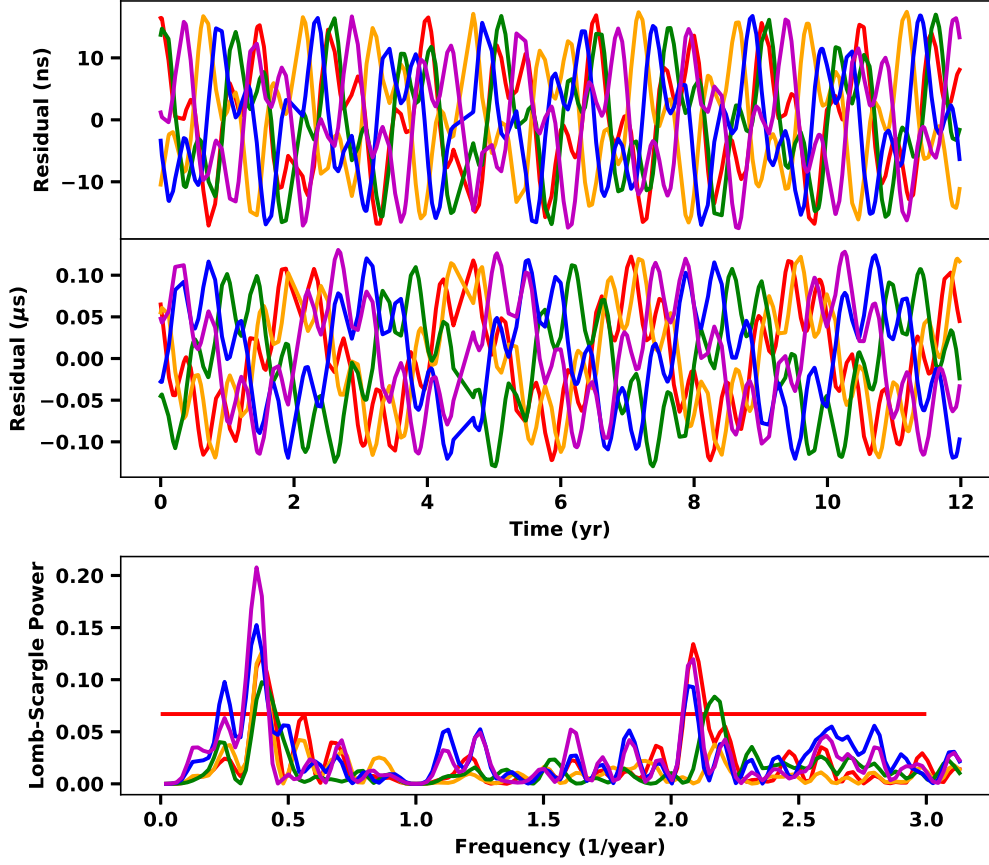 10
0
−10
Residual (ns)
0.10
0.05
0.00
−0.05
−0.10
Residual (μs)
0 2 4 6 8 10 12
Time (yr)
0.20
0.15
0.10
0.05
0.00
Lomb-Scargle Power
0.0 0.5 1.0 1.5 2.0 2.5 3.0
Frequency (1/year)